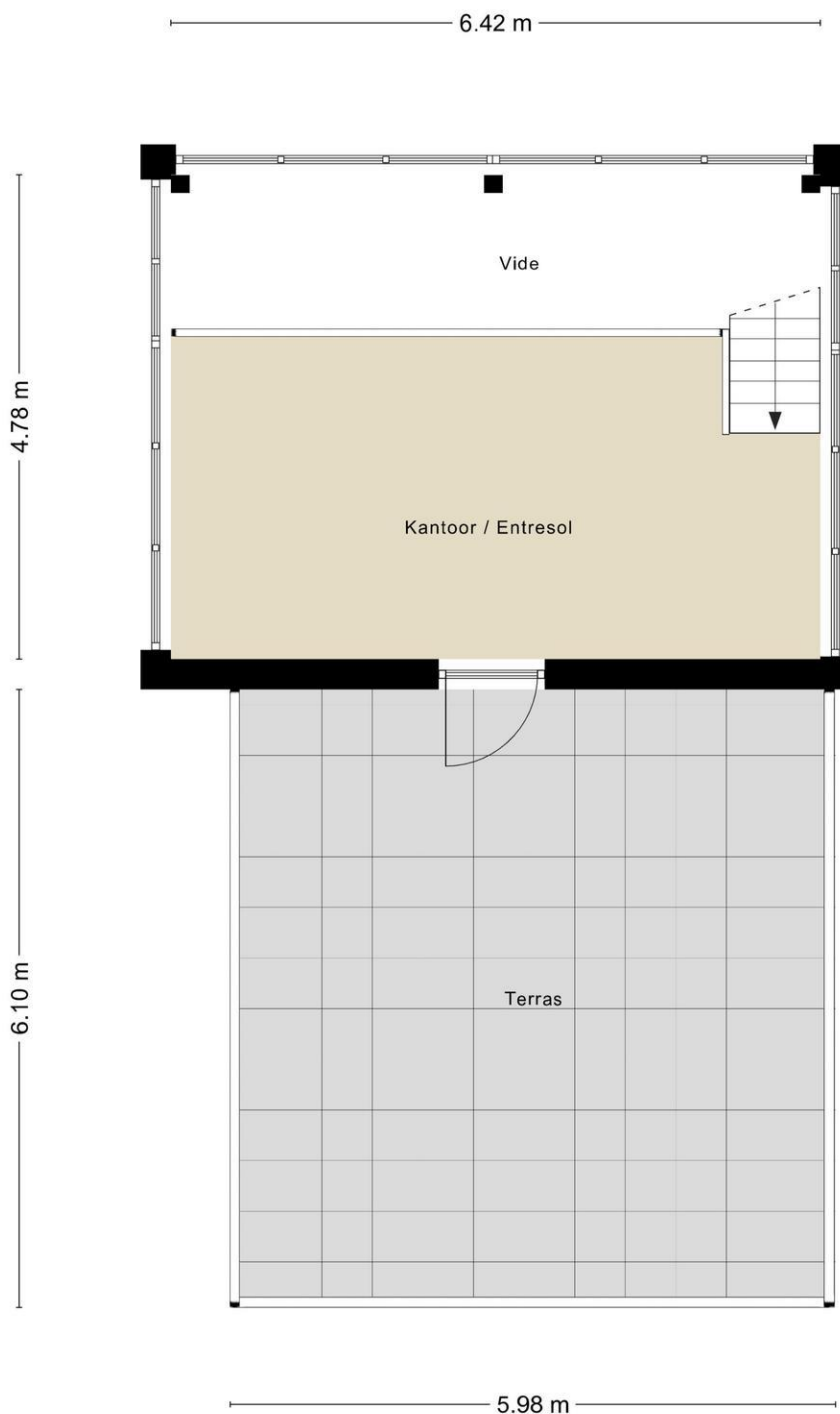 6.42 m
Vide
4.78 m
Kantoor / Entresol
6.10 m
Terras
5.98 m